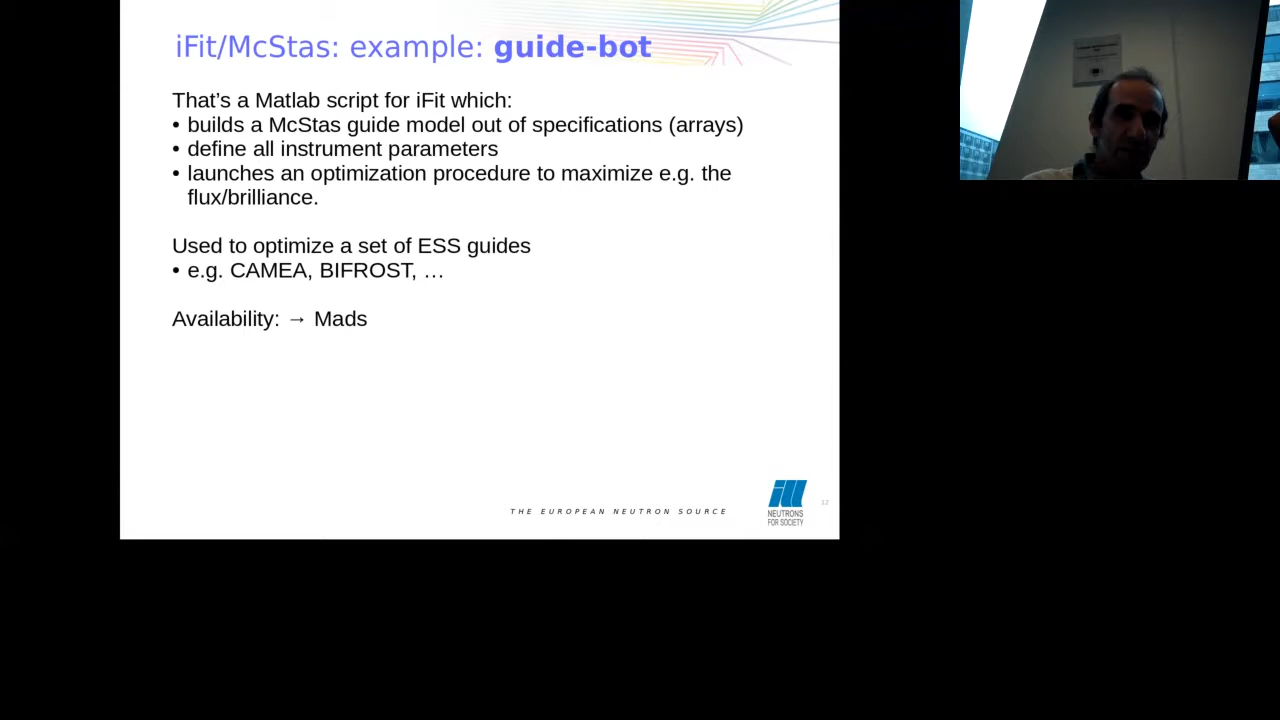 iFit/McStas: example: guide-bot
That’s a Matlab script for iFit which:
• builds a McStas guide model out of specifications (arrays)
• define all instrument parameters
• launches an optimization procedure to maximize e.g. the
flux/brilliance.
Used to optimize a set of ESS guides
• e.g. CAMEA, BIFROST, …
Availability: → Mads
THE EUROPEAN NEUTRON SOURCE
ill
NEUTRONS
FOR SOCIETY
12